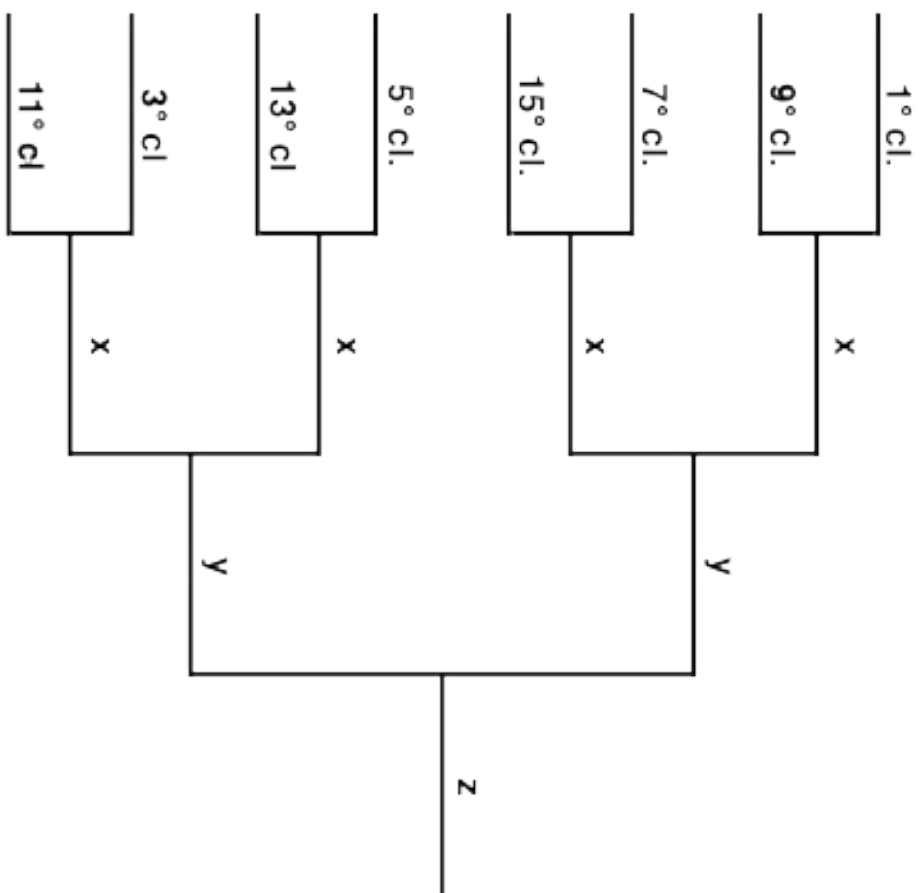 1° cl.
x
9° cl.
y
7° cl.
x
15° cl.
z
5° cl.
x
13° cl
y
3° cl
x
11° cl